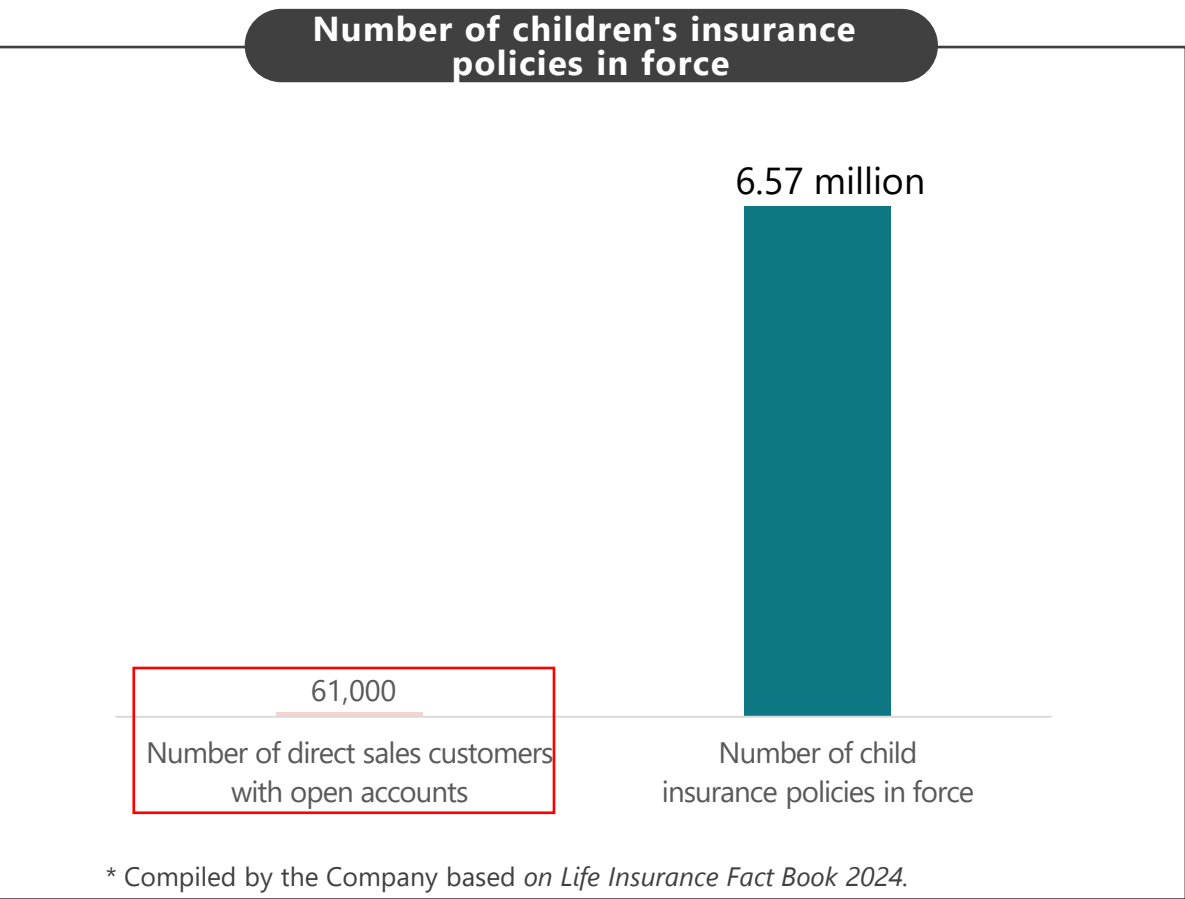 Number of children's insurance
policies in force
6.57 million
61,000
Number of direct sales customers
with open accounts
Number of child
insurance policies in force
* Compiled by the Company based on Life Insurance Fact Book 2024.